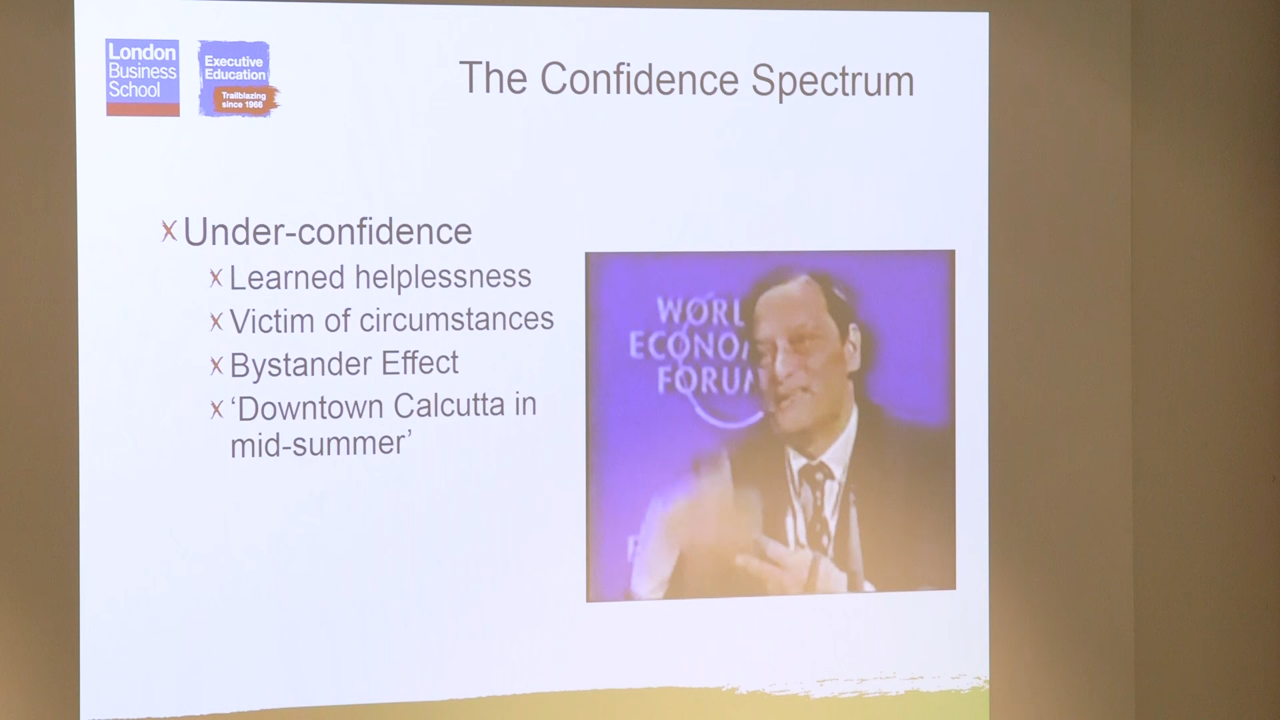 London
Business
School
Executive
Education
Trailblazing
since 1966
The Confidence Spectrum
Under-confidence
Learned helplessness
Victim of circumstances
Bystander Effect
‘Downtown Calcutta in
mid-summer’
WORL
ECONO
FORU